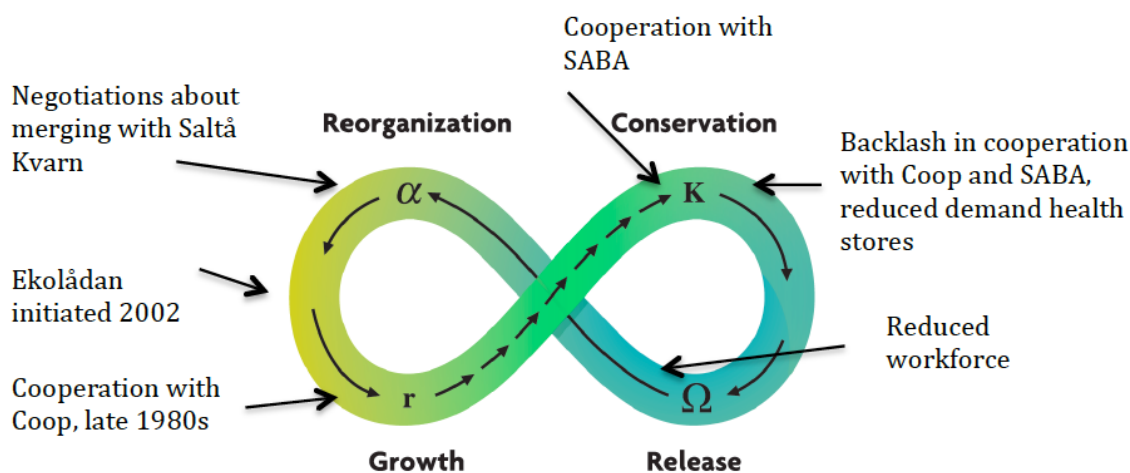 Cooperation with
SABA
Negotiations about
merging with Saltå
Kvarn
Reorganization
Conservation
Backlash in cooperation
with Coop and SABA,
reduced demand health
stores
α
K
Ekolådan
initiated 2002
Reduced
workforce
Cooperation with
Coop, late 1980s
r
Ω
Growth
Release